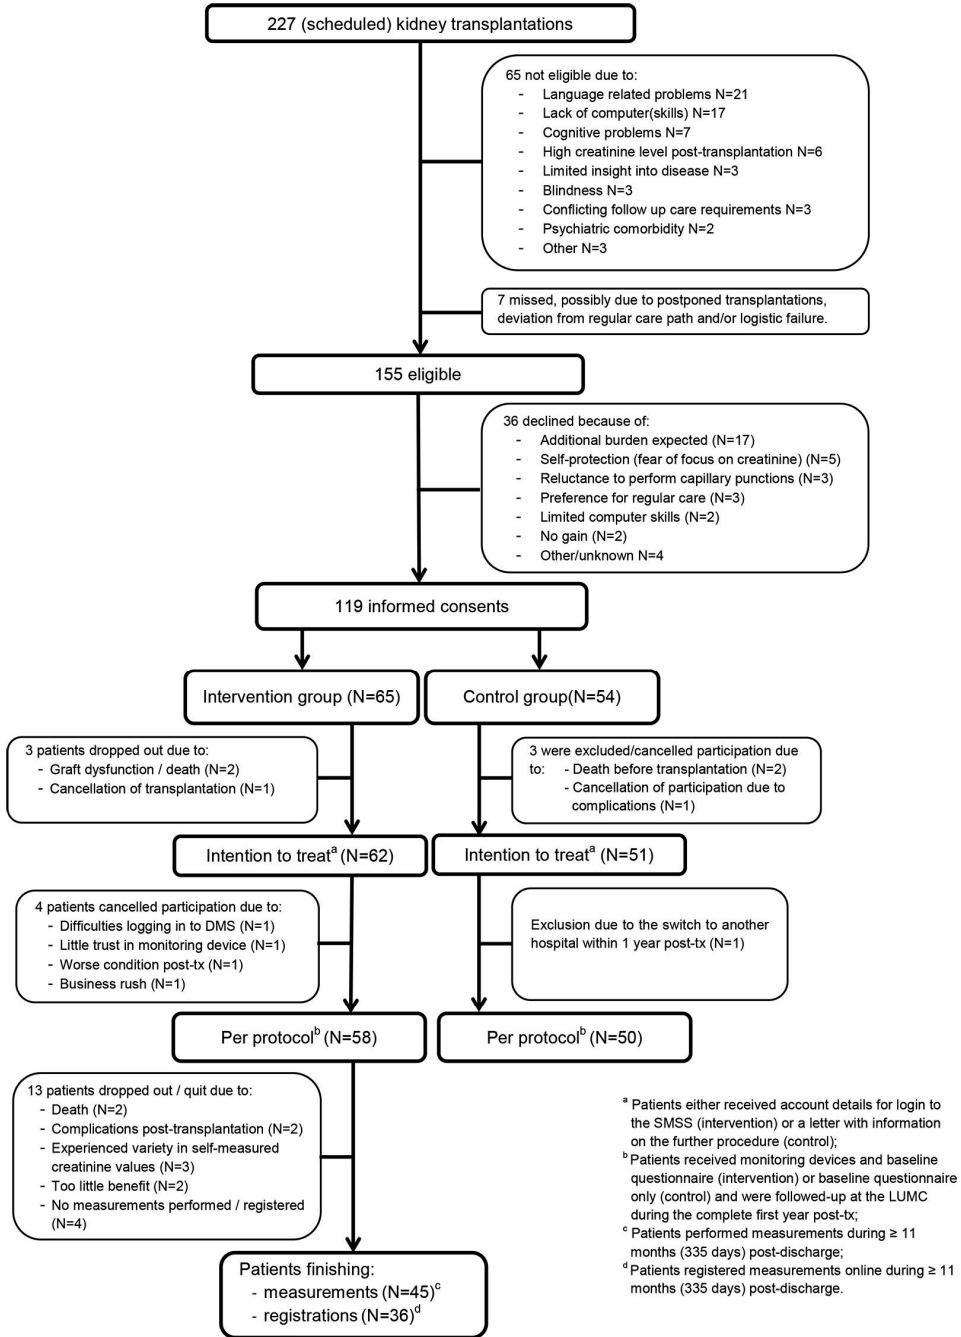 227 (scheduled) kidney transplantations
65 not eligible due to:
- Language related problems N=21
- Lack of computer(skills) N=17
- Cognitive problems N=7
- High creatinine level post-transplantation N=6
- Limited insight into disease N=3
- Blindness N=3
- Conflicting follow up care requirements N=3
- Psychiatric comorbidity N=2
- Other N=3
7 missed, possibly due to postponed transplantations,
deviation from regular care path and/or logistic failure.
155 eligible
36 declined because of:
- Additional burden expected (N=17)
- Self-protection (fear of focus on creatinine) (N=5)
- Reluctance to perform capillary punctions (N=3)
- Preference for regular care (N=3)
- Limited computer skills (N=2)
- No gain (N=2)
- Other/unknown N=4
119 informed consents
Intervention group (N=65)
Control group(N=54)
3 patients dropped out due to:
- Graft dysfunction / death (N=2)
- Cancellation of transplantation (N=1)
3 were excluded/cancelled participation due
to: - Death before transplantation (N=2)
- Cancellation of participation due to
complications (N=1)
Intention to treat^a (N=62)
Intention to treat^a (N=51)
4 patients cancelled participation due to:
- Difficulties logging in to DMS (N=1)
- Little trust in monitoring device (N=1)
- Worse condition post-tx (N=1)
- Business rush (N=1)
Exclusion due to the switch to another
hospital within 1 year post-tx (N=1)
Per protocol^b (N=58)
Per protocol^b (N=50)
13 patients dropped out / quit due to:
- Death (N=2)
- Complications post-transplantation (N=2)
- Experienced variety in self-measured
creatinine values (N=3)
- Too little benefit (N=2)
- No measurements performed / registered
(N=4)
Patients finishing:
- measurements (N=45)^c
- registrations (N=36)^d
^a Patients either received account details for login to
the SMSS (intervention) or a letter with information
on the further procedure (control);
^b Patients received monitoring devices and baseline
questionnaire (intervention) or baseline questionnaire
only (control) and were followed-up at the LUMC
during the complete first year post-tx;
^c Patients performed measurements during ≥ 11
months (335 days) post-discharge;
^d Patients registered measurements online during ≥ 11
months (335 days) post-discharge.